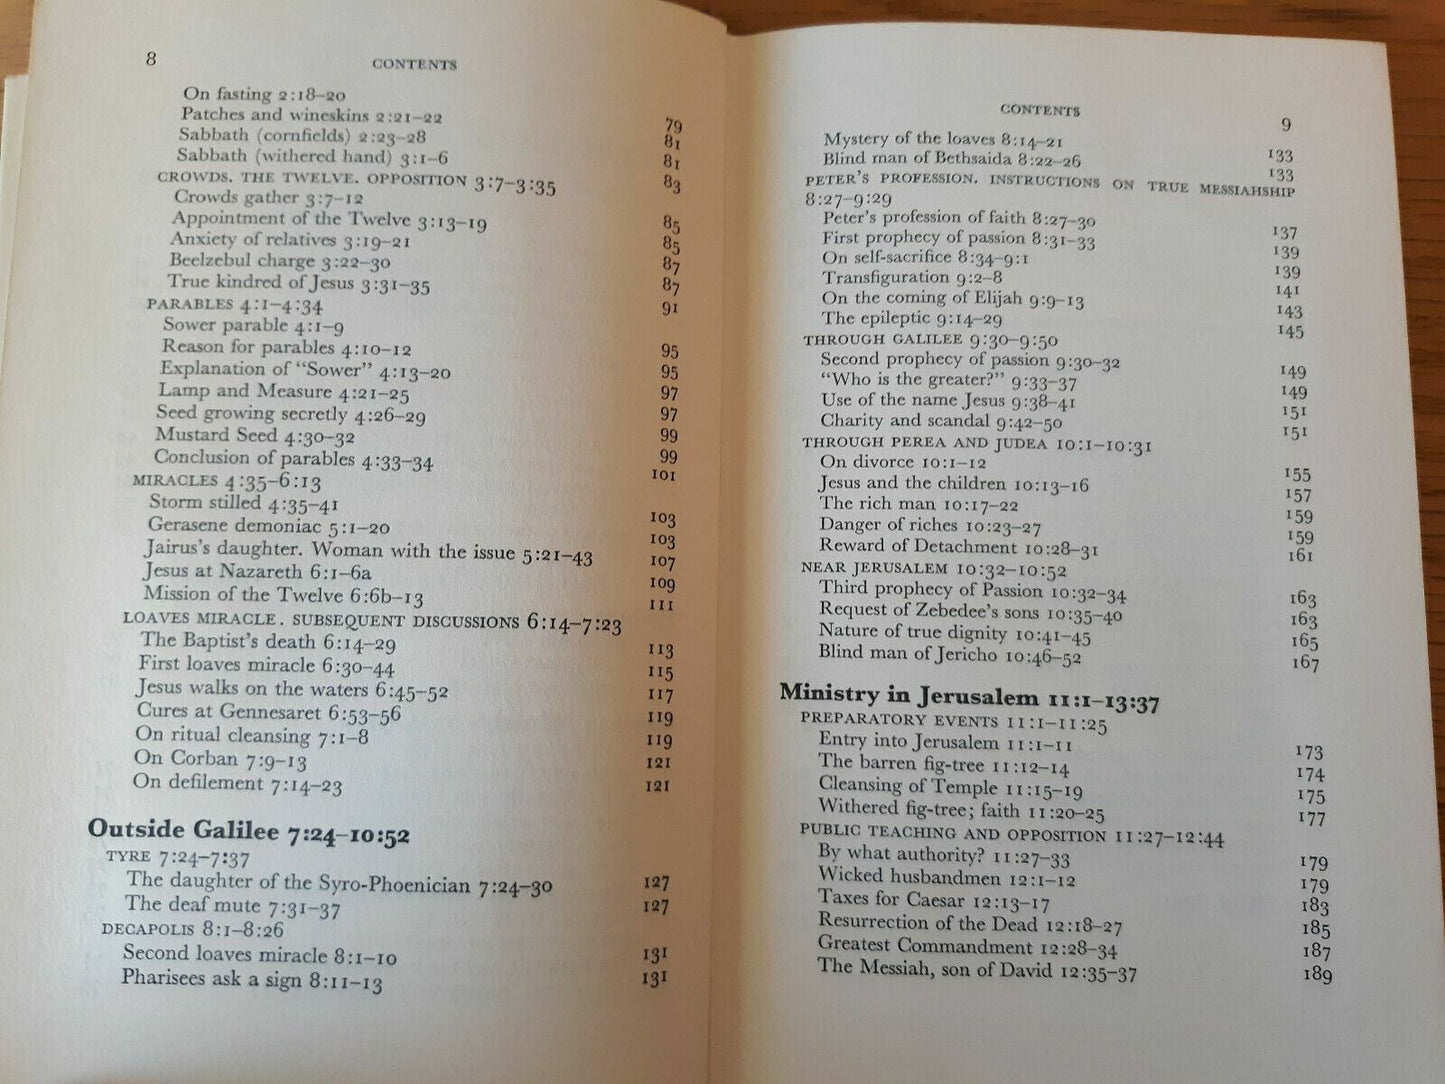 8 CONTENTS
On fasting 2:18–20 79
Patches and wineskins 2:21–22 81
Sabbath (cornfields) 2:23–28 81
Sabbath (withered hand) 3:1–6 83
CROWDS. THE TWELVE. OPPOSITION 3:7–3:35
Crowds gather 3:7–12 85
Appointment of the Twelve 3:13–19 85
Anxiety of relatives 3:19–21 87
Beelzebul charge 3:22–30 87
True kindred of Jesus 3:31–35 91
PARABLES 4:1–4:34
Sower parable 4:1–9 95
Reason for parables 4:10–12 95
Explanation of “Sower” 4:13–20 97
Lamp and Measure 4:21–25 97
Seed growing secretly 4:26–29 99
Mustard Seed 4:30–32 99
Conclusion of parables 4:33–34 101
MIRACLES 4:35–6:13
Storm stilled 4:35–41 103
Gerasene demoniac 5:1–20 103
Jairus’s daughter. Woman with the issue 5:21–43 107
Jesus at Nazareth 6:1–6a 109
Mission of the Twelve 6:6b–13 111
LOAVES MIRACLE. SUBSEQUENT DISCUSSIONS 6:14–7:23
The Baptist’s death 6:14–29 113
First loaves miracle 6:30–44 115
Jesus walks on the waters 6:45–52 117
Cures at Gennesaret 6:53–56 119
On ritual cleansing 7:1–8 119
On Corban 7:9–13 121
On defilement 7:14–23 121
Outside Galilee 7:24–10:52
TYRE 7:24–7:37
The daughter of the Syro-Phoenician 7:24–30 127
The deaf mute 7:31–37 127
DECAPOLIS 8:1–8:26
Second loaves miracle 8:1–10 131
Pharisees ask a sign 8:11–13 131
CONTENTS 9
Mystery of the loaves 8:14–21 133
Blind man of Bethsaida 8:22–26 133
PETER’S PROFESSION. INSTRUCTIONS ON TRUE MESSIAHSHIP
8:27–9:29
Peter’s profession of faith 8:27–30 137
First prophecy of passion 8:31–33 139
On self-sacrifice 8:34–9:1 139
Transfiguration 9:2–8 141
On the coming of Elijah 9:9–13 143
The epileptic 9:14–29 145
THROUGH GALILEE 9:30–9:50
Second prophecy of passion 9:30–32 149
“Who is the greater?” 9:33–37 149
Use of the name Jesus 9:38–41 151
Charity and scandal 9:42–50 151
THROUGH PEREA AND JUDEA 10:1–10:31
On divorce 10:1–12 155
Jesus and the children 10:13–16 157
The rich man 10:17–22 159
Danger of riches 10:23–27 159
Reward of Detachment 10:28–31 161
NEAR JERUSALEM 10:32–10:52
Third prophecy of Passion 10:32–34 163
Request of Zebedee’s sons 10:35–40 163
Nature of true dignity 10:41–45 165
Blind man of Jericho 10:46–52 167
Ministry in Jerusalem 11:1–13:37
PREPARATORY EVENTS 11:1–11:25
Entry into Jerusalem 11:1–11 173
The barren fig-tree 11:12–14 174
Cleansing of Temple 11:15–19 175
Withered fig-tree; faith 11:20–25 177
PUBLIC TEACHING AND OPPOSITION 11:27–12:44
By what authority? 11:27–33 179
Wicked husbandmen 12:1–12 179
Taxes for Caesar 12:13–17 183
Resurrection of the Dead 12:18–27 185
Greatest Commandment 12:28–34 187
The Messiah, son of David 12:35–37 189